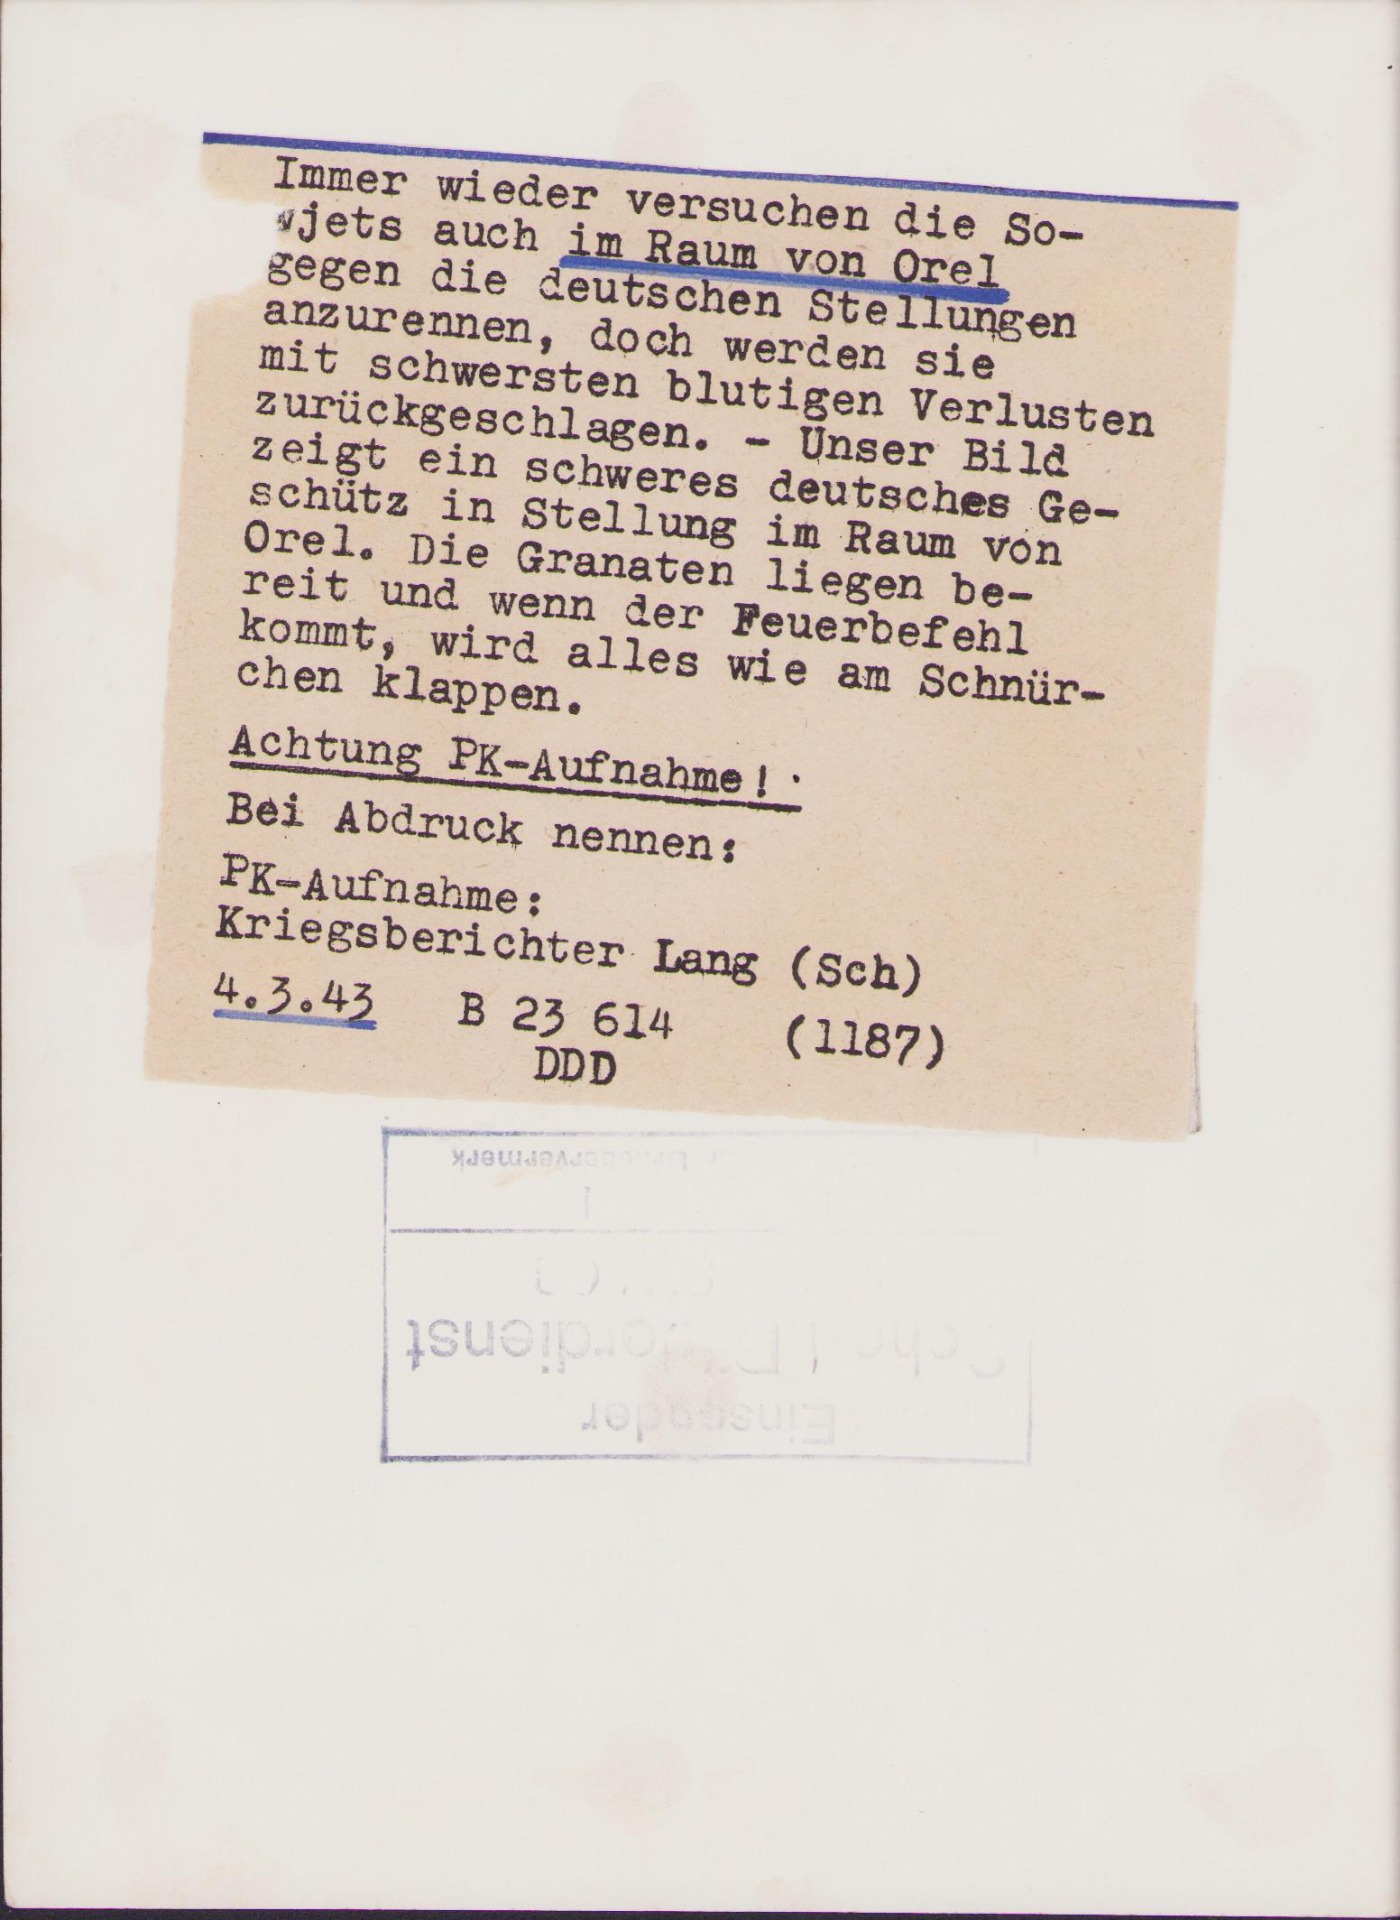 Immer wieder versuchen die So-
wjets auch im Raum von Orel
gegen die deutschen Stellungen
anzurennen, doch werden sie
mit schwersten blutigen Verlusten
zurückgeschlagen. - Unser Bild
zeigt ein schweres deutsches Ge-
schütz in Stellung im Raum von
Orel. Die Granaten liegen be-
reit und wenn der Feuerbefehl
kommt, wird alles wie am Schnür-
chen klappen.
Achtung PK-Aufnahme!
Bei Abdruck nennen:
PK-Aufnahme:
Kriegsberichter Lang (Sch)
4.3.43 B 23 614 (1187)
DDD
Einsender